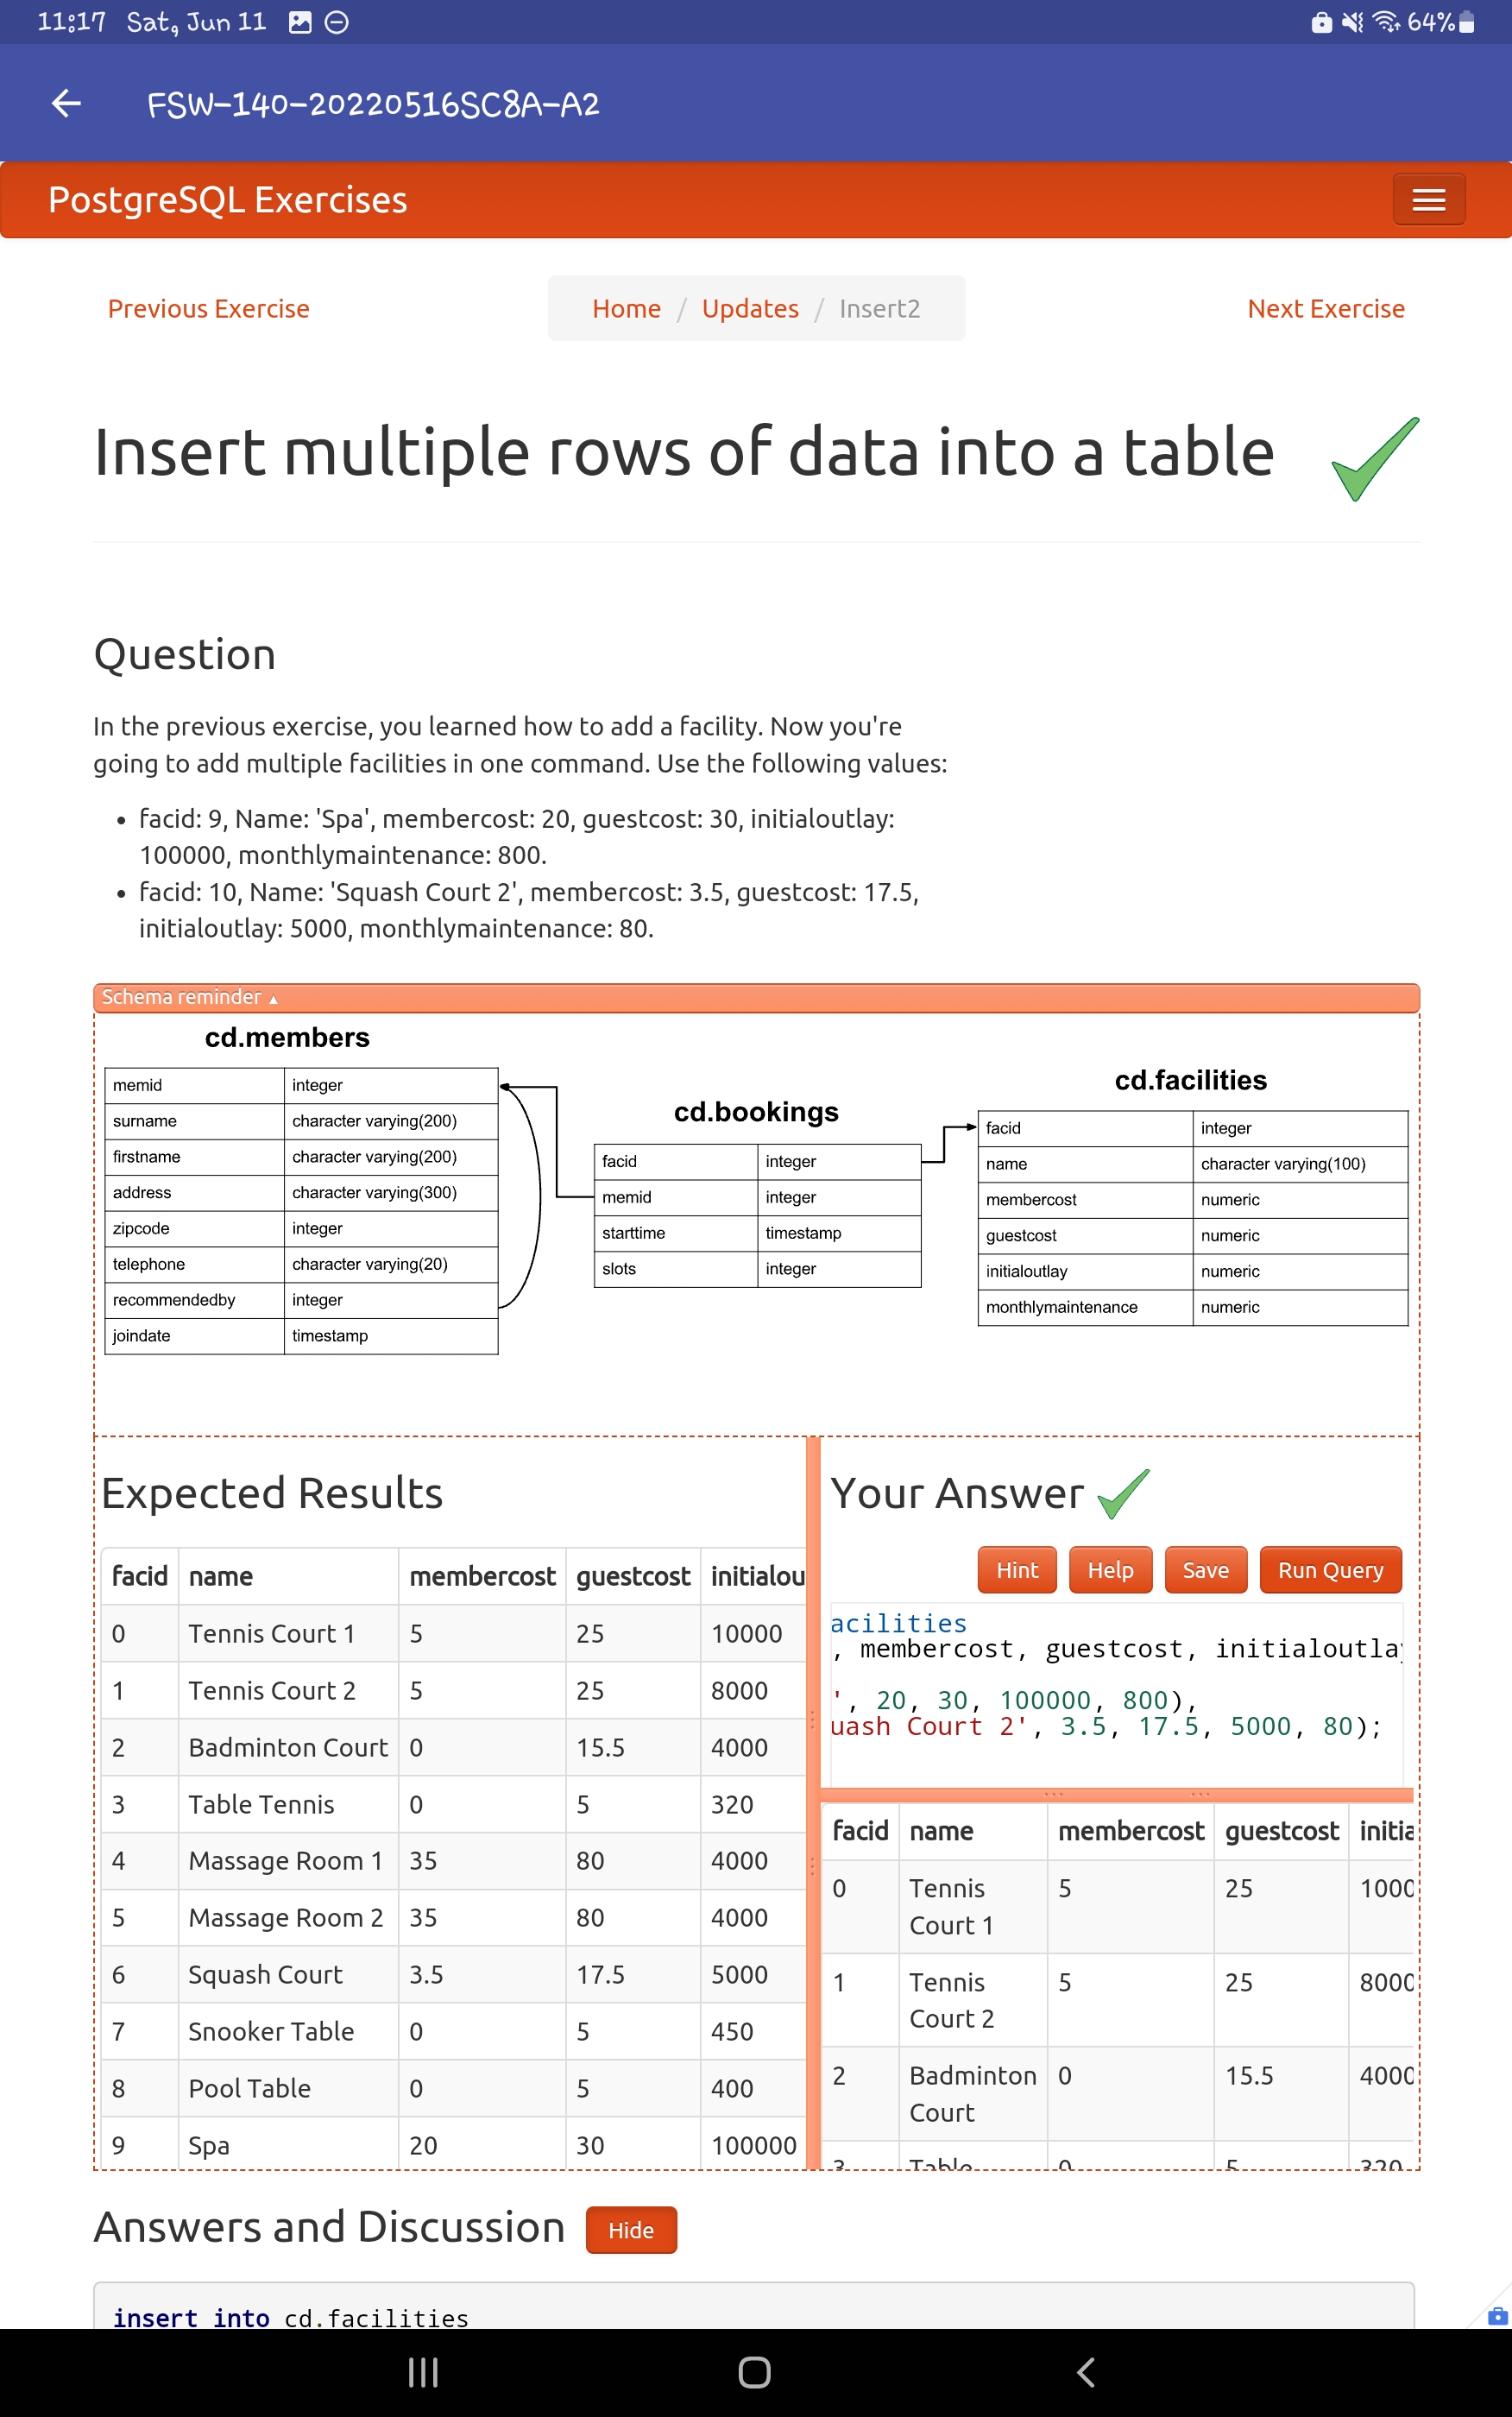 11:17 Sat, Jun 11
64%
FSW-140-20220516SC8A-A2
PostgreSQL Exercises
Previous Exercise
Home / Updates / Insert2
Next Exercise
Insert multiple rows of data into a table
Question
In the previous exercise, you learned how to add a facility. Now you're
going to add multiple facilities in one command. Use the following values:
• facid: 9, Name: 'Spa', membercost: 20, guestcost: 30, initialoutlay:
100000, monthlymaintenance: 800.
• facid: 10, Name: 'Squash Court 2', membercost: 3.5, guestcost: 17.5,
initialoutlay: 5000, monthlymaintenance: 80.
Schema reminder ▲
cd.members
memid integer
surname character varying(200)
firstname character varying(200)
address character varying(300)
zipcode integer
telephone character varying(20)
recommendedby integer
joindate timestamp
cd.bookings
facid integer
memid integer
starttime timestamp
slots integer
cd.facilities
facid integer
name character varying(100)
membercost numeric
guestcost numeric
initialoutlay numeric
monthlymaintenance numeric
Expected Results
facid name membercost guestcost initialou
0 Tennis Court 1 5 25 10000
1 Tennis Court 2 5 25 8000
2 Badminton Court 0 15.5 4000
3 Table Tennis 0 5 320
4 Massage Room 1 35 80 4000
5 Massage Room 2 35 80 4000
6 Squash Court 3.5 17.5 5000
7 Snooker Table 0 5 450
8 Pool Table 0 5 400
9 Spa 20 30 100000
Your Answer
Hint Help Save Run Query
acilities
, membercost, guestcost, initialoutlay
', 20, 30, 100000, 800),
uash Court 2', 3.5, 17.5, 5000, 80);
facid name membercost guestcost initia
0 Tennis Court 1 5 25 1000
1 Tennis Court 2 5 25 8000
2 Badminton Court 0 15.5 4000
3 Table 0 5 320
Answers and Discussion
Hide
insert into cd.facilities